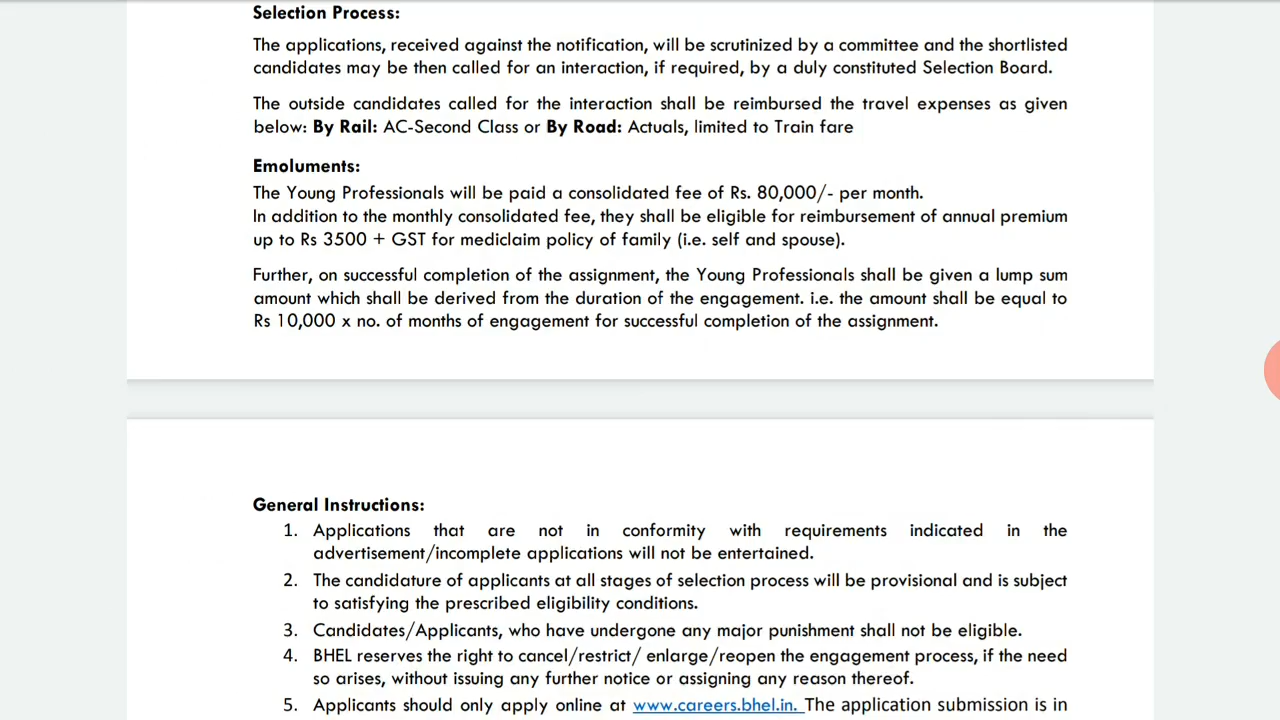 Selection Process:
The applications, received against the notification, will be scrutinized by a committee and the shortlisted
candidates may be then called for an interaction, if required, by a duly constituted Selection Board.
The outside candidates called for the interaction shall be reimbursed the travel expenses as given
below: By Rail: AC-Second Class or By Road: Actuals, limited to Train fare
Emoluments:
The Young Professionals will be paid a consolidated fee of Rs. 80,000/- per month.
In addition to the monthly consolidated fee, they shall be eligible for reimbursement of annual premium
up to Rs 3500 + GST for mediclaim policy of family (i.e. self and spouse).
Further, on successful completion of the assignment, the Young Professionals shall be given a lump sum
amount which shall be derived from the duration of the engagement. i.e. the amount shall be equal to
Rs 10,000 x no. of months of engagement for successful completion of the assignment.
General Instructions:
1. Applications that are not in conformity with requirements indicated in the
advertisement/incomplete applications will not be entertained.
2. The candidature of applicants at all stages of selection process will be provisional and is subject
to satisfying the prescribed eligibility conditions.
3. Candidates/Applicants, who have undergone any major punishment shall not be eligible.
4. BHEL reserves the right to cancel/restrict/ enlarge/reopen the engagement process, if the need
so arises, without issuing any further notice or assigning any reason thereof.
5. Applicants should only apply online at www.careers.bhel.in. The application submission is in